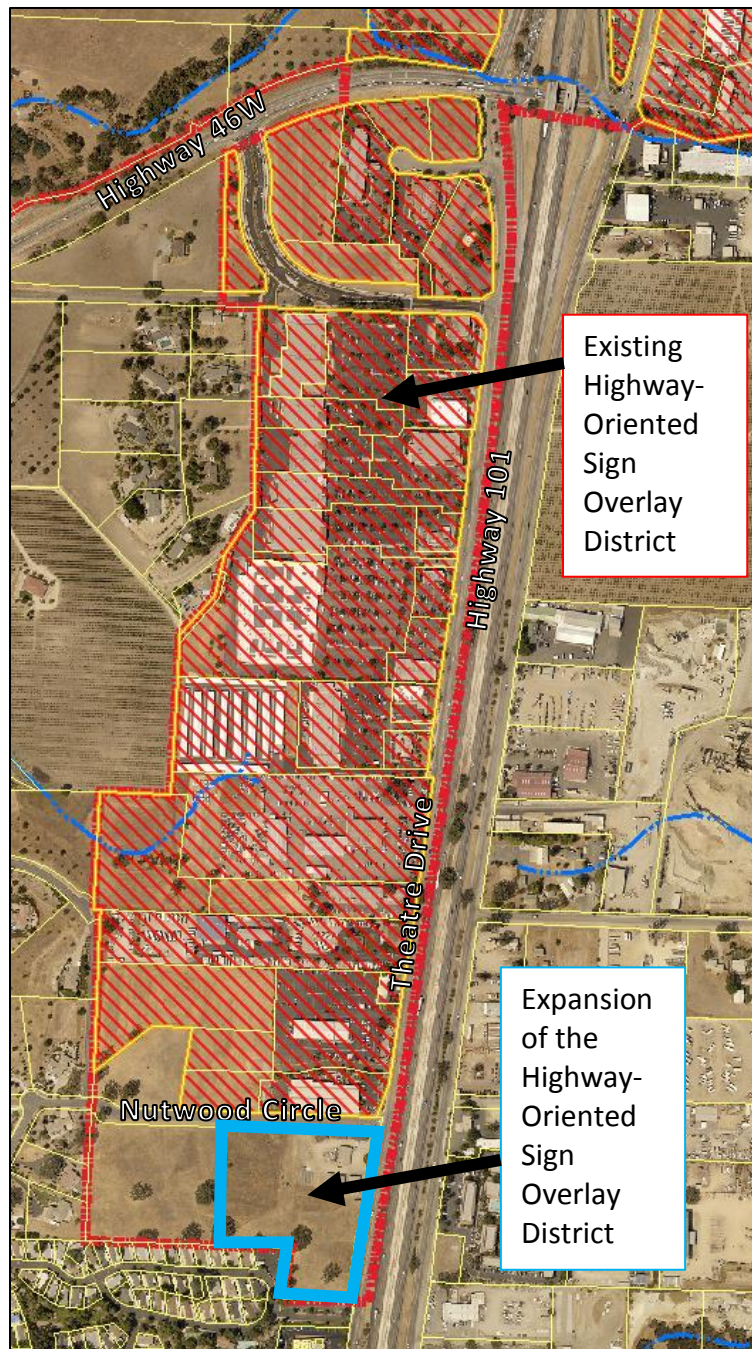 Highway 46W
Existing
Highway-
Oriented
Sign
Overlay
District
Highway 101
Theatre Drive
Expansion
of the
Highway-
Oriented
Sign
Overlay
District
Nutwood Circle